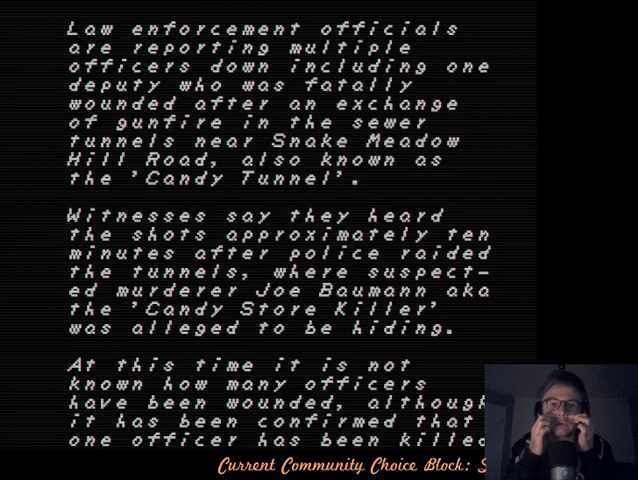 Law enforcement officials
are reporting multiple
officers down including one
deputy who was fatally
wounded after an exchange
of gunfire in the sewer
tunnels near Snake Meadow
Hill Road, also known as
the 'Candy Tunnel'.
Witnesses say they heard
the shots approximately ten
minutes after police raided
the tunnels, where suspect-
ed murderer Joe Baumann aka
the 'Candy Store Killer'
was alleged to be hiding.
At this time it is not
known how many officers
have been wounded, although
it has been confirmed that
one officer has been killed
Current Community Choice Block: S